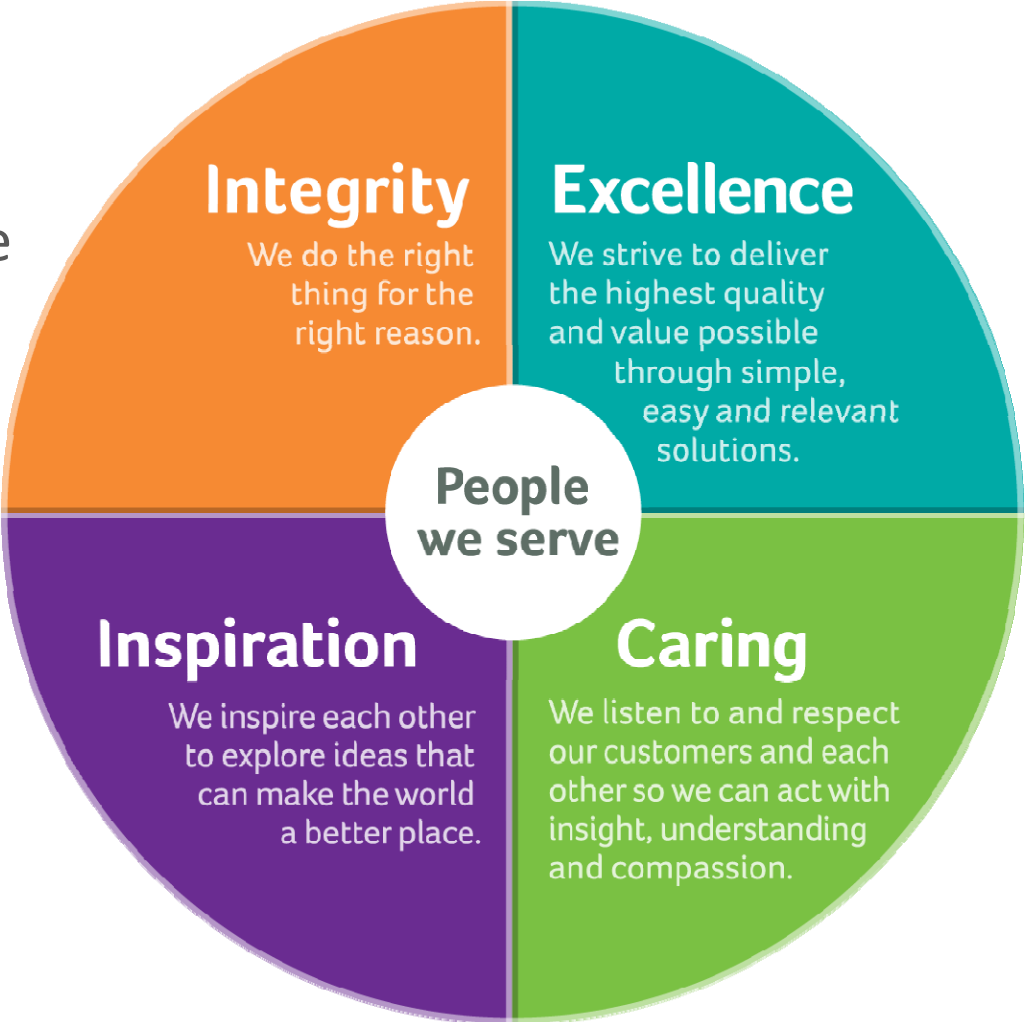 e
Integrity
We do the right
thing for the
right reason.
Excellence
We strive to deliver
the highest quality
and value possible
through simple,
easy and relevant
solutions.
People
we serve
Inspiration
We inspire each other
to explore ideas that
can make the world
a better place.
Caring
We listen to and respect
our customers and each
other so we can act with
insight, understanding
and compassion.